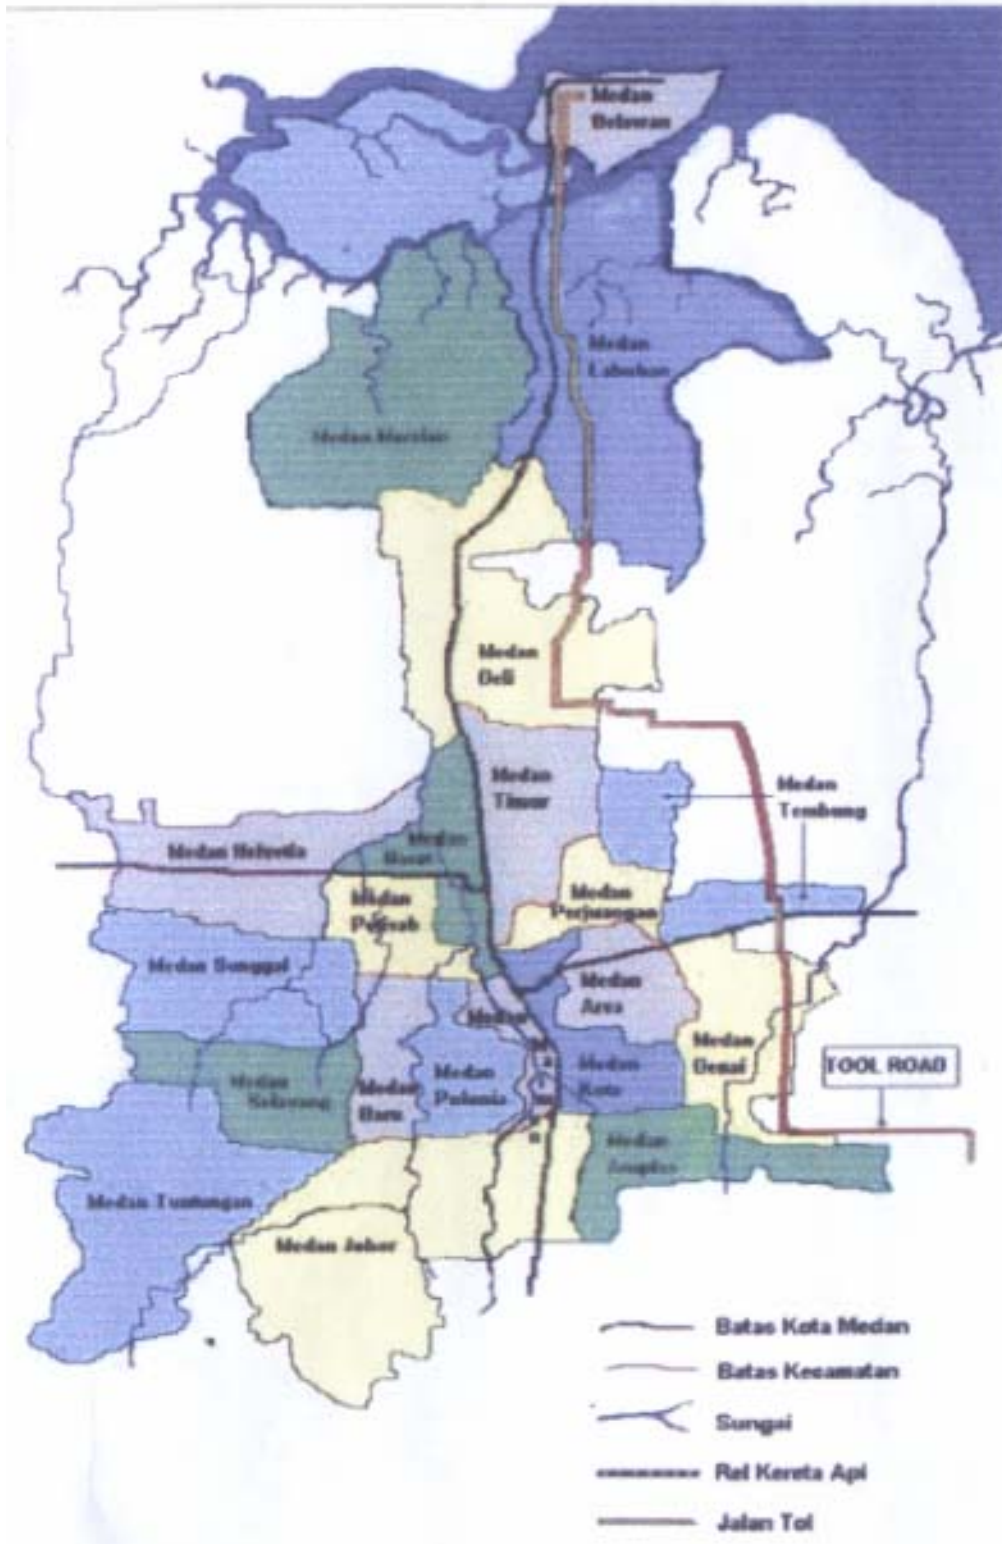 Medan
Belawan
Medan
Labuhan
Medan Marelan
Medan
Deli
Medan
Timur
Medan
Tembung
Medan Helvetia
Medan
Barat
Medan
Petisah
Medan
Perjuangan
Medan Sunggal
Medan
Area
Medan
Medan
Denai
TOOL ROAD
Medan
Selayang
Medan
Baru
Medan
Polonia
Medan
Kota
Medan
Amplas
Medan Tuntungan
Medan Johor
Batas Kota Medan
Batas Kecamatan
Sungai
Rel Kereta Api
Jalan Tol